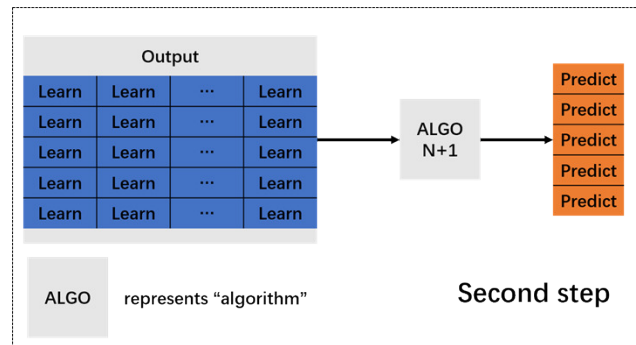 Output
Learn Learn ... Learn Predict
Learn Learn ... Learn Predict
Learn Learn ... Learn ALGO N+1 Predict
Learn Learn ... Learn Predict
Learn Learn ... Learn Predict
ALGO represents “algorithm”
Second step